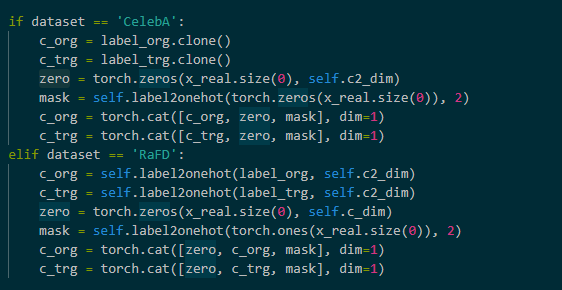 if dataset == 'CelebA':
    c_org = label_org.clone()
    c_trg = label_trg.clone()
    zero = torch.zeros(x_real.size(0), self.c2_dim)
    mask = self.label2onehot(torch.zeros(x_real.size(0)), 2)
    c_org = torch.cat([c_org, zero, mask], dim=1)
    c_trg = torch.cat([c_trg, zero, mask], dim=1)
elif dataset == 'RaFD':
    c_org = self.label2onehot(label_org, self.c2_dim)
    c_trg = self.label2onehot(label_trg, self.c2_dim)
    zero = torch.zeros(x_real.size(0), self.c_dim)
    mask = self.label2onehot(torch.ones(x_real.size(0)), 2)
    c_org = torch.cat([zero, c_org, mask], dim=1)
    c_trg = torch.cat([zero, c_trg, mask], dim=1)